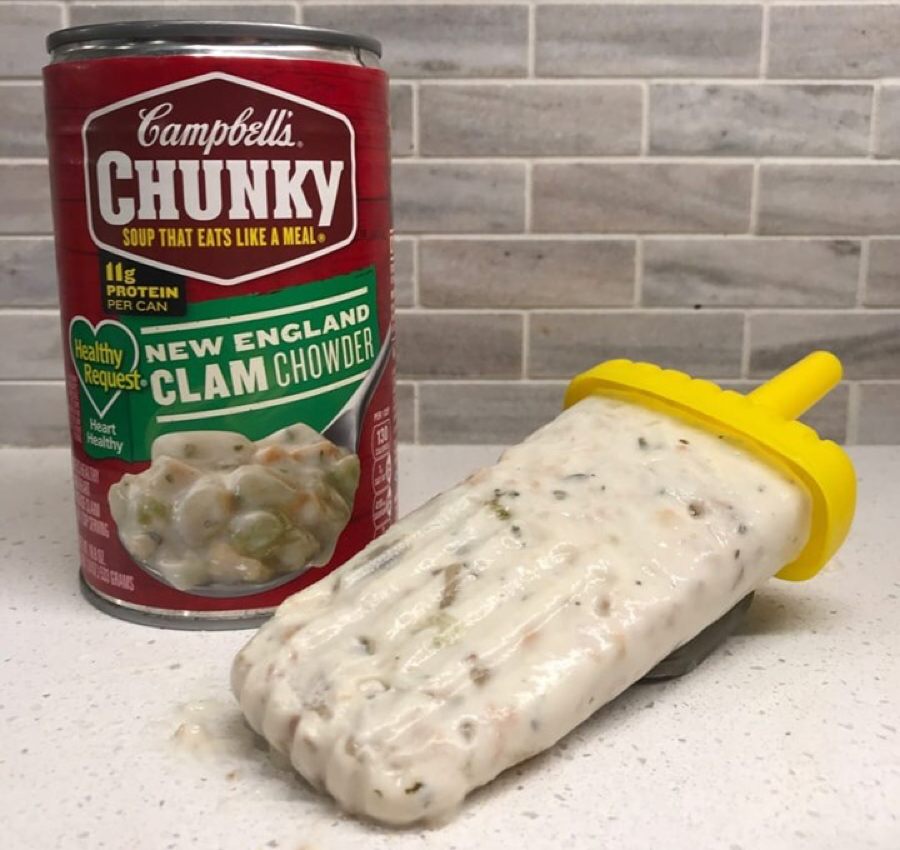 Campbell's®
CHUNKY
SOUP THAT EATS LIKE A MEAL®
11g
PROTEIN
PER CAN
Healthy
Request®
Heart
Healthy
NEW ENGLAND
CLAM CHOWDER
130